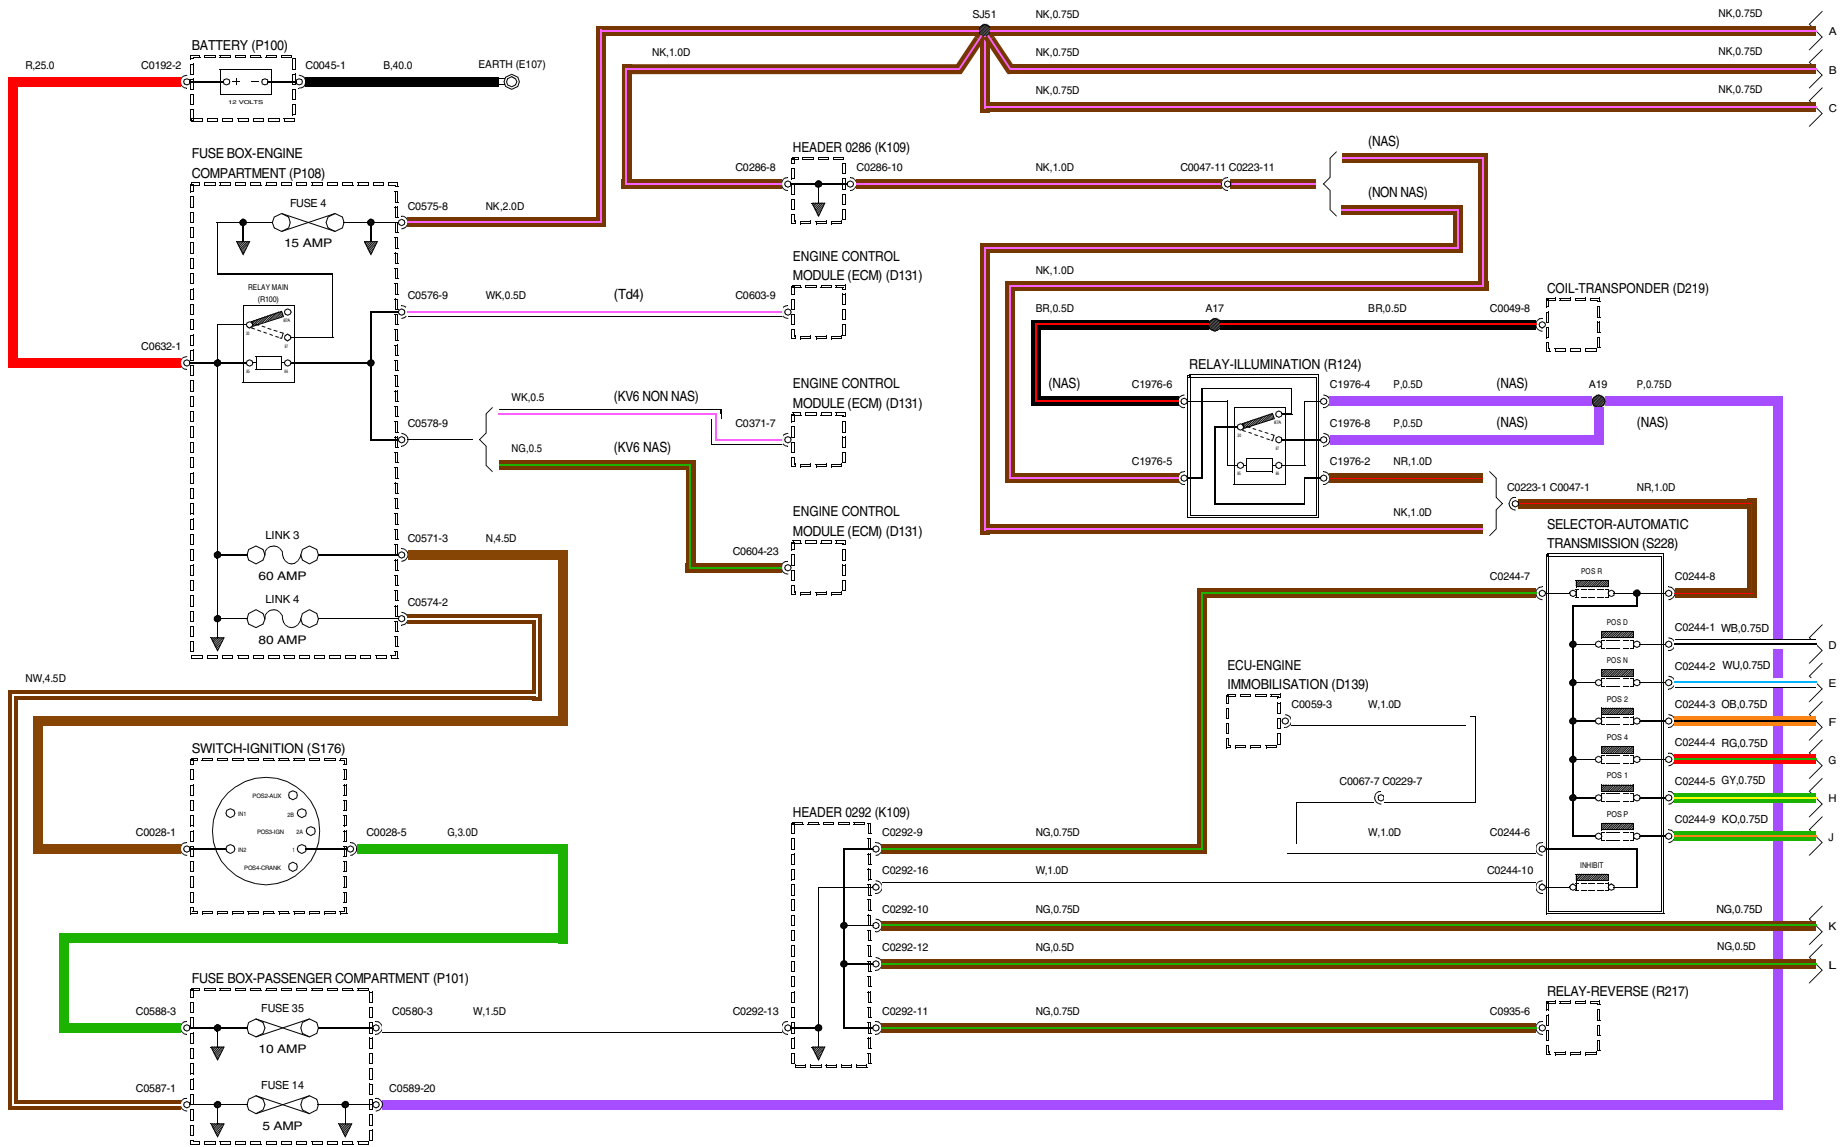 SJ51
NK,0.75D
NK,0.75D
A
BATTERY (P100)
NK,1.0D
NK,0.75D
NK,0.75D
B
R,25.0
C0192-2
C0045-1
B,40.0
EARTH (E107)
+ -
12 VOLTS
NK,0.75D
NK,0.75D
C
FUSE BOX-ENGINE
COMPARTMENT (P108)
HEADER 0286 (K109)
(NAS)
C0286-8
C0286-10
NK,1.0D
C0047-11 C0223-11
(NON NAS)
FUSE 4
15 AMP
C0575-8
NK,2.0D
ENGINE CONTROL
MODULE (ECM) (D131)
NK,1.0D
RELAY MAIN
(R100)
C0576-9
WK,0.5D
(Td4)
C0603-9
COIL-TRANSPONDER (D219)
BR,0.5D
A17
BR,0.5D
C0049-8
87A
30
87
86
85
C0632-1
RELAY-ILLUMINATION (R124)
ENGINE CONTROL
MODULE (ECM) (D131)
(NAS)
C1976-6
C1976-4
P,0.5D
(NAS)
A19
P,0.75D
WK,0.5
(KV6 NON NAS)
C0371-7
C0578-9
C1976-8
P,0.5D
(NAS)
(NAS)
87A
30
87
NG,0.5
(KV6 NAS)
C1976-5
C1976-2
NR,1.0D
C0223-1 C0047-1
NR,1.0D
ENGINE CONTROL
MODULE (ECM) (D131)
NK,1.0D
SELECTOR-AUTOMATIC
TRANSMISSION (S228)
LINK 3
60 AMP
C0571-3
N,4.5D
C0604-23
POS R
C0244-7
C0244-8
LINK 4
80 AMP
C0574-2
POS D
C0244-1
WB,0.75D
D
NW,4.5D
ECU-ENGINE
IMMOBILISATION (D139)
POS N
C0244-2
WU,0.75D
E
C0059-3
W,1.0D
POS 2
C0244-3
OB,0.75D
F
SWITCH-IGNITION (S176)
POS 4
C0244-4
RG,0.75D
G
C0067-7 C0229-7
POS 1
C0244-5
GY,0.75D
H
POS2-AUX
IN1
2B
POS3-IGN
2A
IN2
1
POS4-CRANK
C0028-1
C0028-5
G,3.0D
HEADER 0292 (K109)
C0292-9
NG,0.75D
W,1.0D
C0244-6
POS P
C0244-9
KO,0.75D
J
C0292-16
W,1.0D
C0244-10
INHIBIT
C0292-10
NG,0.75D
NG,0.75D
K
C0292-12
NG,0.5D
NG,0.5D
L
FUSE BOX-PASSENGER COMPARTMENT (P101)
RELAY-REVERSE (R217)
C0588-3
FUSE 35
10 AMP
C0580-3
W,1.5D
C0292-13
C0292-11
NG,0.75D
C0935-6
C0587-1
FUSE 14
5 AMP
C0589-20